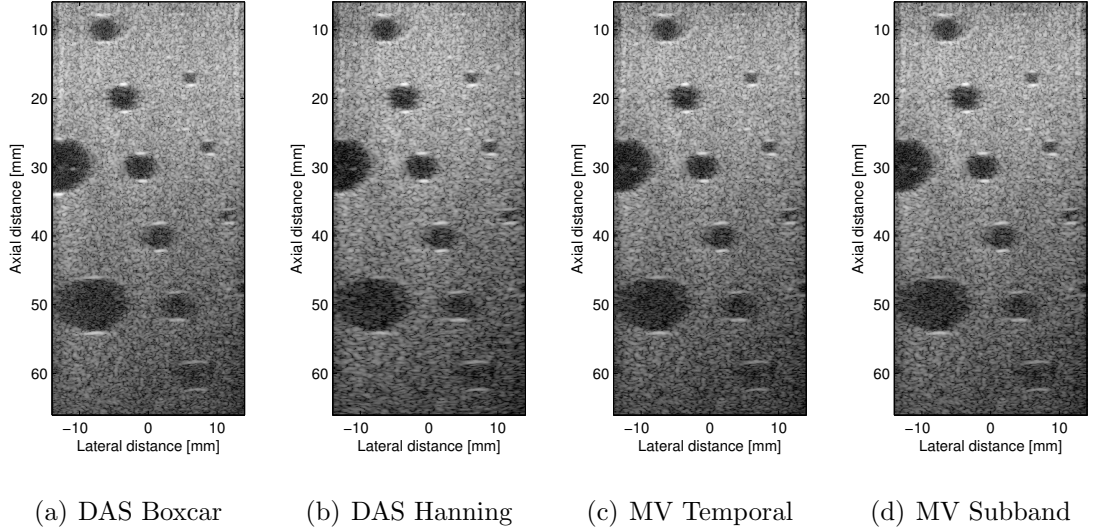 10
20
30
40
50
60
Axial distance [mm]
−10 0 10
Lateral distance [mm]
(a) DAS Boxcar
10
20
30
40
50
60
Axial distance [mm]
−10 0 10
Lateral distance [mm]
(b) DAS Hanning
10
20
30
40
50
60
Axial distance [mm]
−10 0 10
Lateral distance [mm]
(c) MV Temporal
10
20
30
40
50
60
Axial distance [mm]
−10 0 10
Lateral distance [mm]
(d) MV Subband